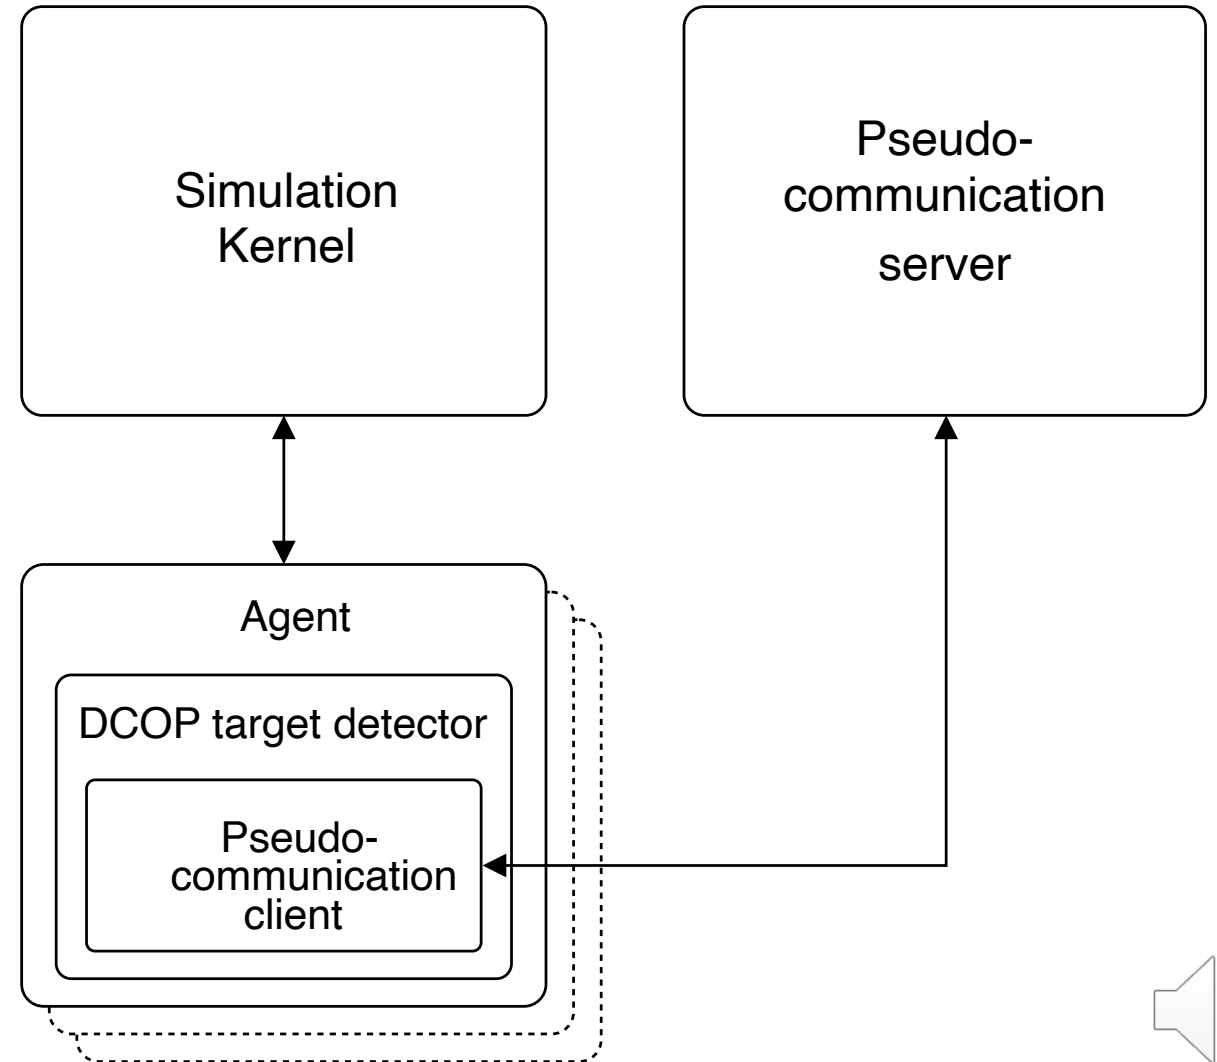 Simulation
Kernel
Pseudo-
communication
server
Agent
DCOP target detector
Pseudo-
communication
client